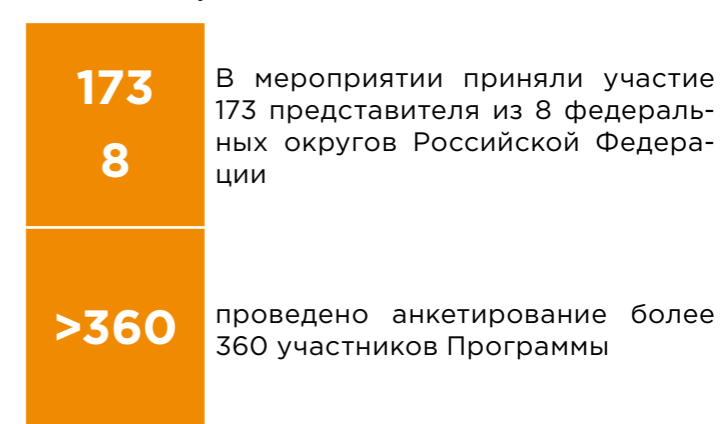 173
8
В мероприятии приняли участие
173 представителя из 8 федераль-
ных округов Российской Федера-
ции
>360
проведено анкетирование более
360 участников Программы